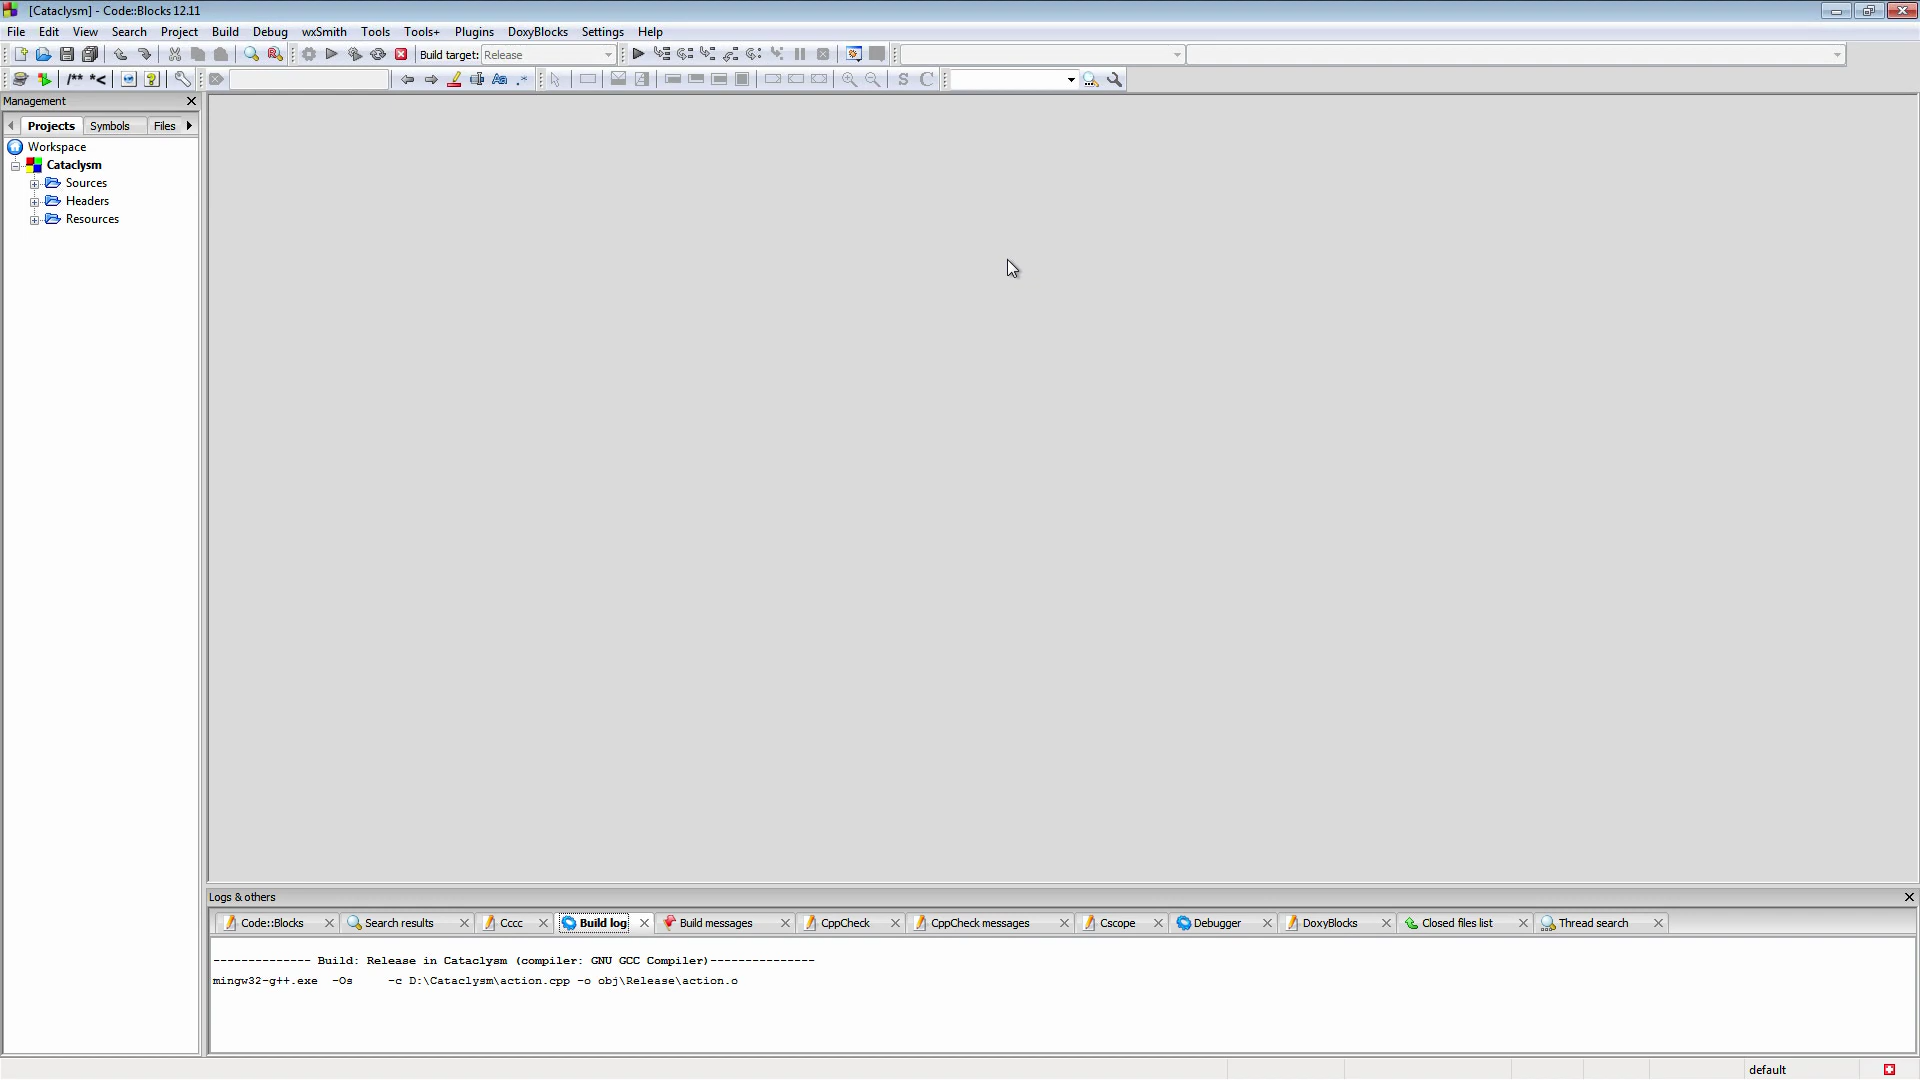 [Cataclysm] - Code::Blocks 12.11
File Edit View Search Project Build Debug wxSmith Tools Tools+ Plugins DoxyBlocks Settings Help
Build target: Release
/** *<
Aa .*
S C
Management
Projects Symbols Files
Workspace
Cataclysm
Sources
Headers
Resources
Logs & others
Code::Blocks Search results Cccc Build log Build messages CppCheck CppCheck messages Cscope Debugger DoxyBlocks Closed files list Thread search
-------------- Build: Release in Cataclysm (compiler: GNU GCC Compiler)---------------
mingw32-g++.exe -Os -c D:\Cataclysm\action.cpp -o obj\Release\action.o
default